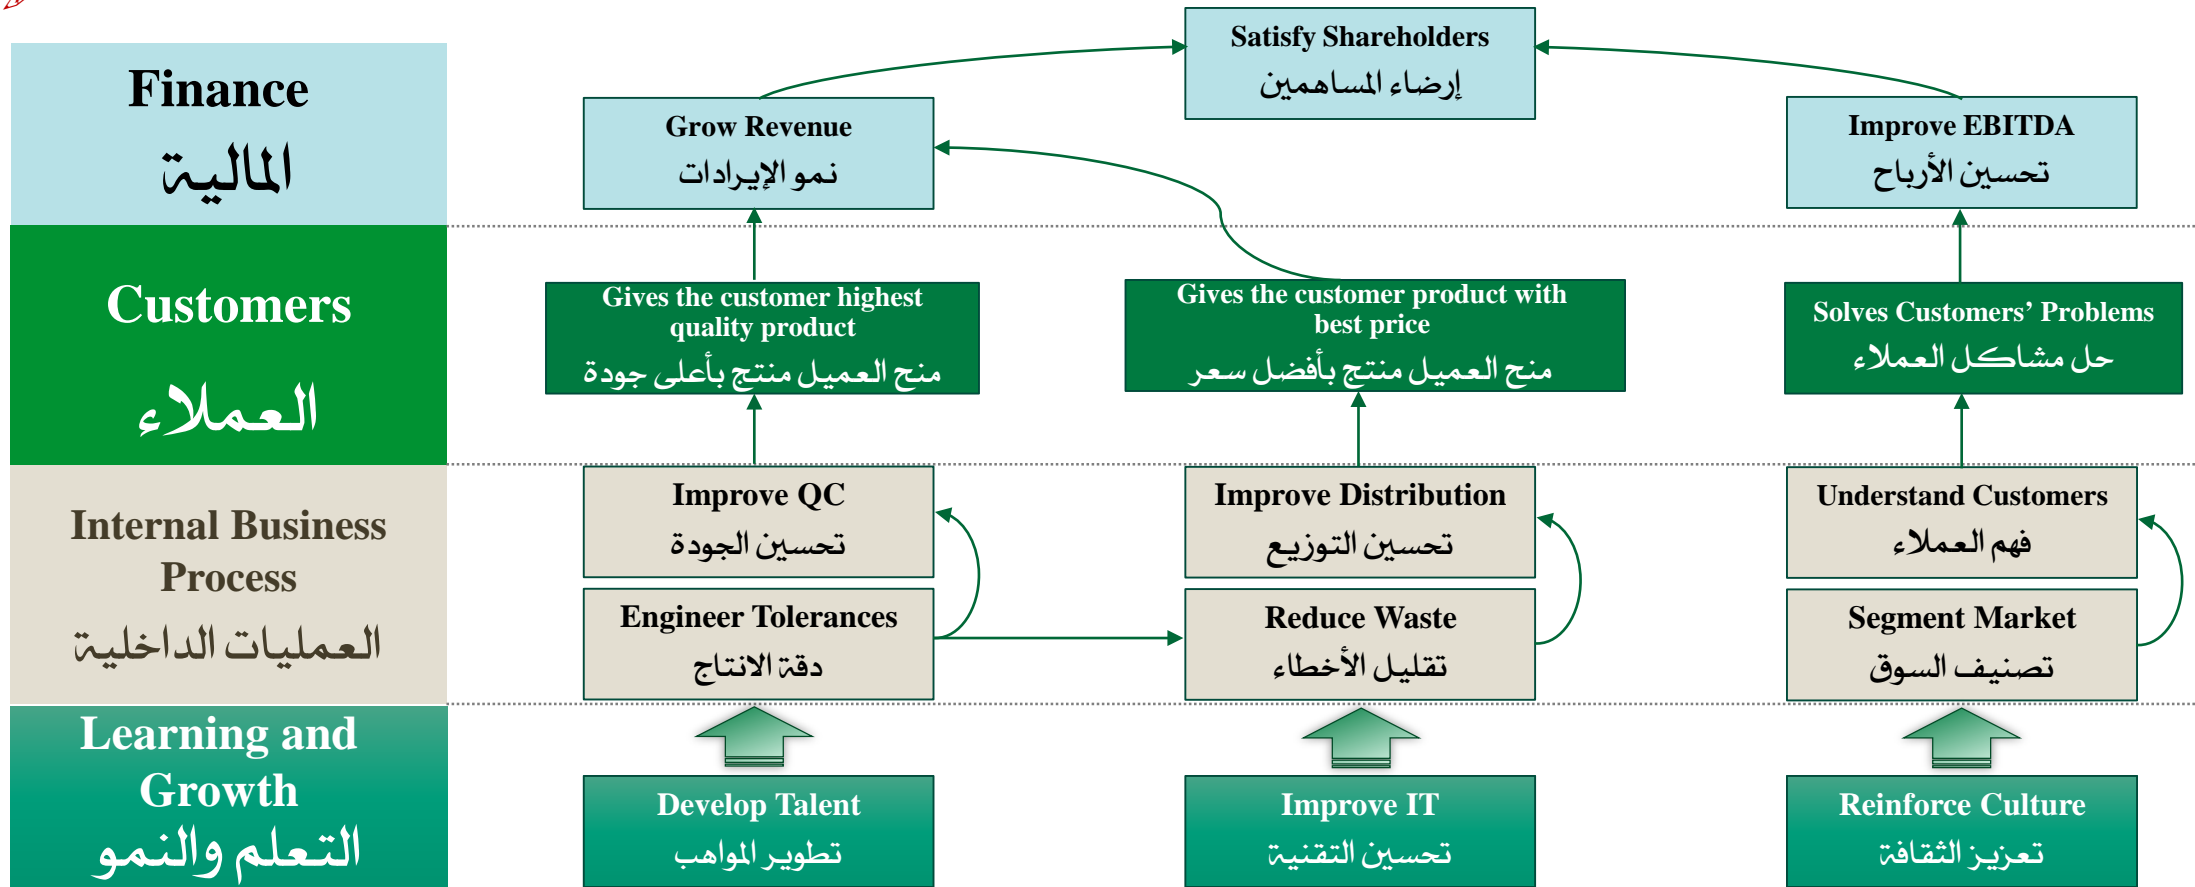 Finance
المالية
Satisfy Shareholders
إرضاء المساهمين
Grow Revenue
نمو الإيرادات
Improve EBITDA
تحسين الأرباح
Customers
العملاء
Gives the customer highest
quality product
منح العميل منتج بأعلى جودة
Gives the customer product with
best price
منح العميل منتج بأفضل سعر
Solves Customers’ Problems
حل مشاكل العملاء
Internal Business
Process
العمليات الداخلية
Improve QC
تحسين الجودة
Improve Distribution
تحسين التوزيع
Understand Customers
فهم العملاء
Engineer Tolerances
دقة الانتاج
Reduce Waste
تقليل الأخطاء
Segment Market
تصنيف السوق
Learning and
Growth
التعلم والنمو
Develop Talent
تطوير المواهب
Improve IT
تحسين التقنية
Reinforce Culture
تعزيز الثقافة